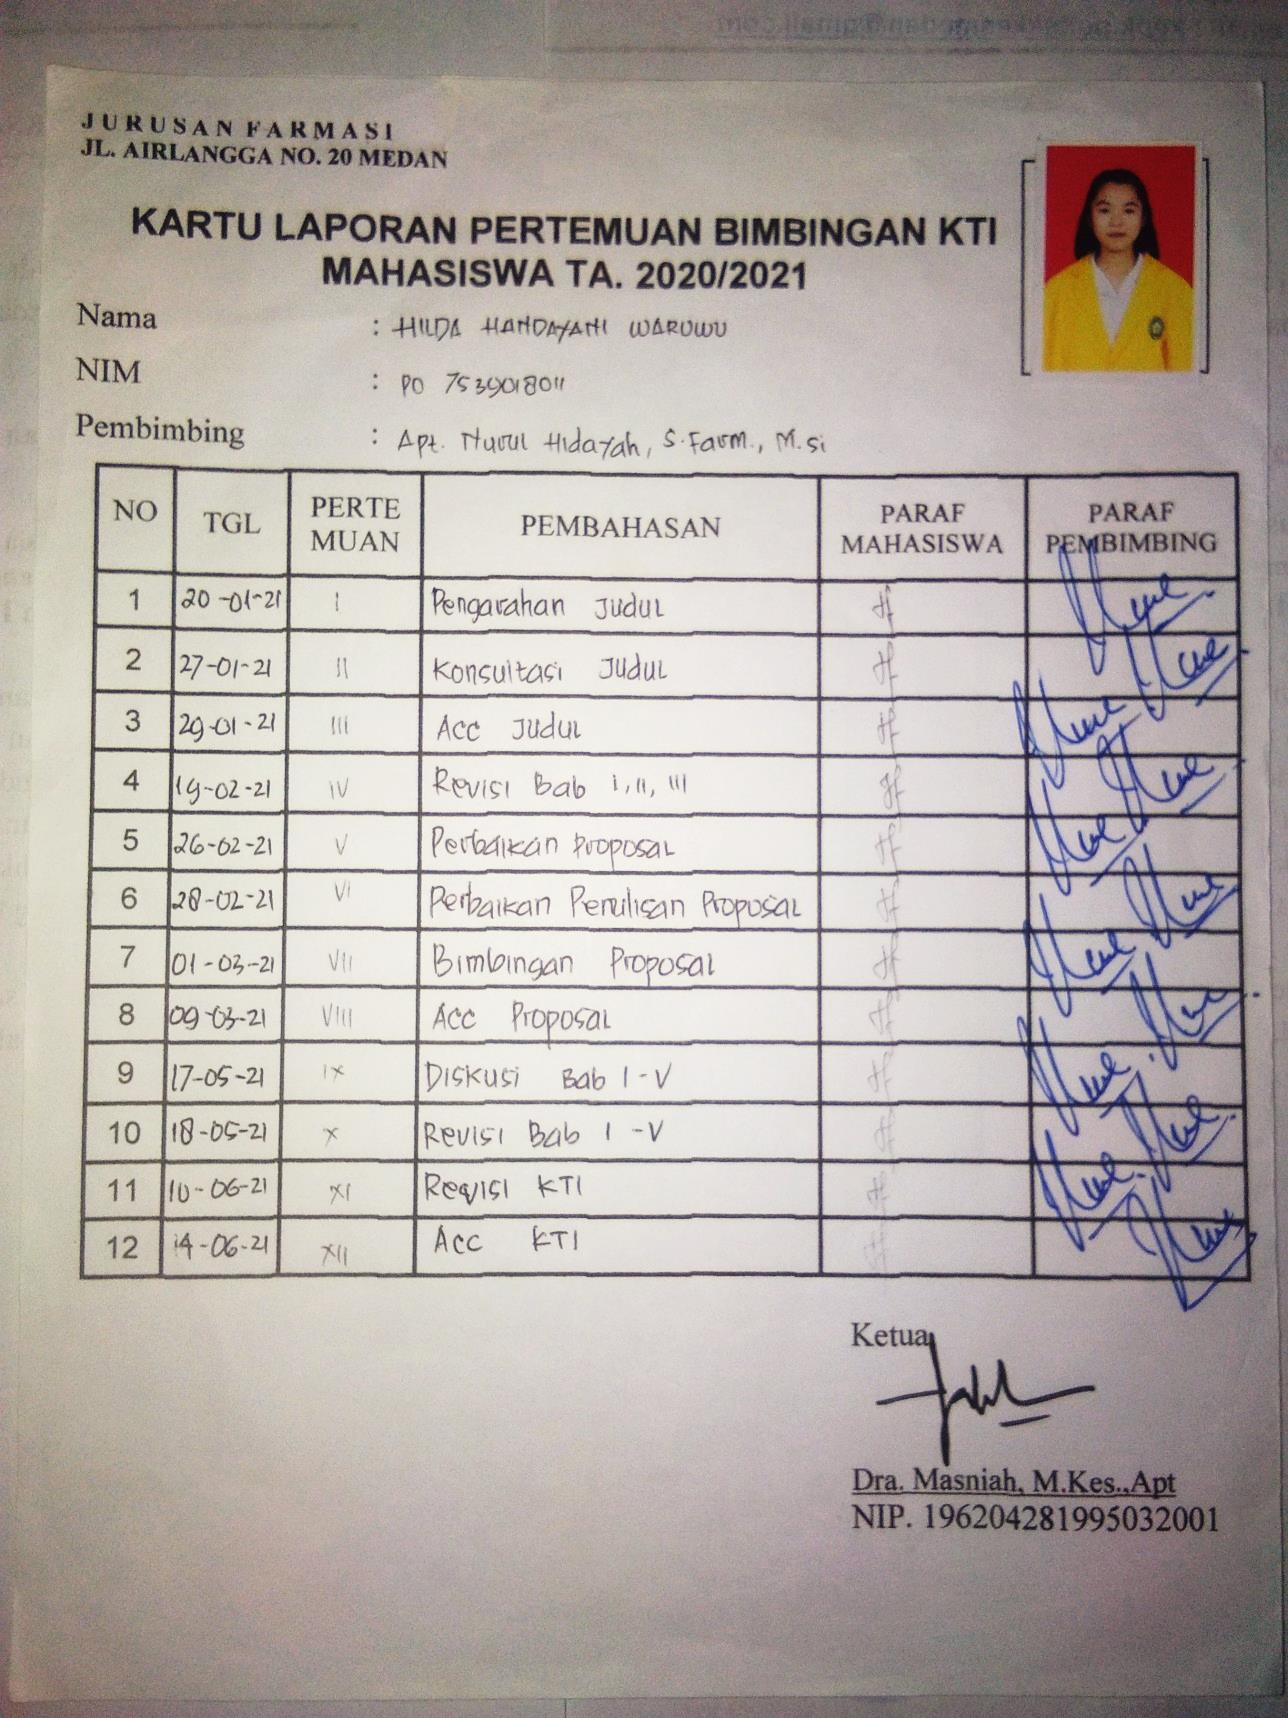 JURUSAN FARMASI
JL. AIRLANGGA NO. 20 MEDAN
KARTU LAPORAN PERTEMUAN BIMBINGAN KTI
MAHASISWA TA. 2020/2021
Nama : HILDA HANDAYANI WARUWU
NIM : PO 7539018011
Pembimbing : Apt. Nurul Hidayah, S.Farm., M.si
NO TGL PERTE MUAN PEMBAHASAN PARAF MAHASISWA PARAF PEMBIMBING
1 20-01-21 I Pengarahan Judul
2 27-01-21 II Konsultasi Judul
3 29-01-21 III Acc Judul
4 19-02-21 IV Revisi Bab I, II, III
5 26-02-21 V Perbaikan Proposal
6 28-02-21 VI Perbaikan Penulisan Proposal
7 01-03-21 VII Bimbingan Proposal
8 09-03-21 VIII Acc Proposal
9 17-05-21 IX Diskusi Bab I-V
10 18-05-21 X Revisi Bab I-V
11 10-06-21 XI Revisi KTI
12 14-06-21 XII Acc KTI
Ketua
Dra. Masniah, M.Kes.,Apt
NIP. 196204281995032001